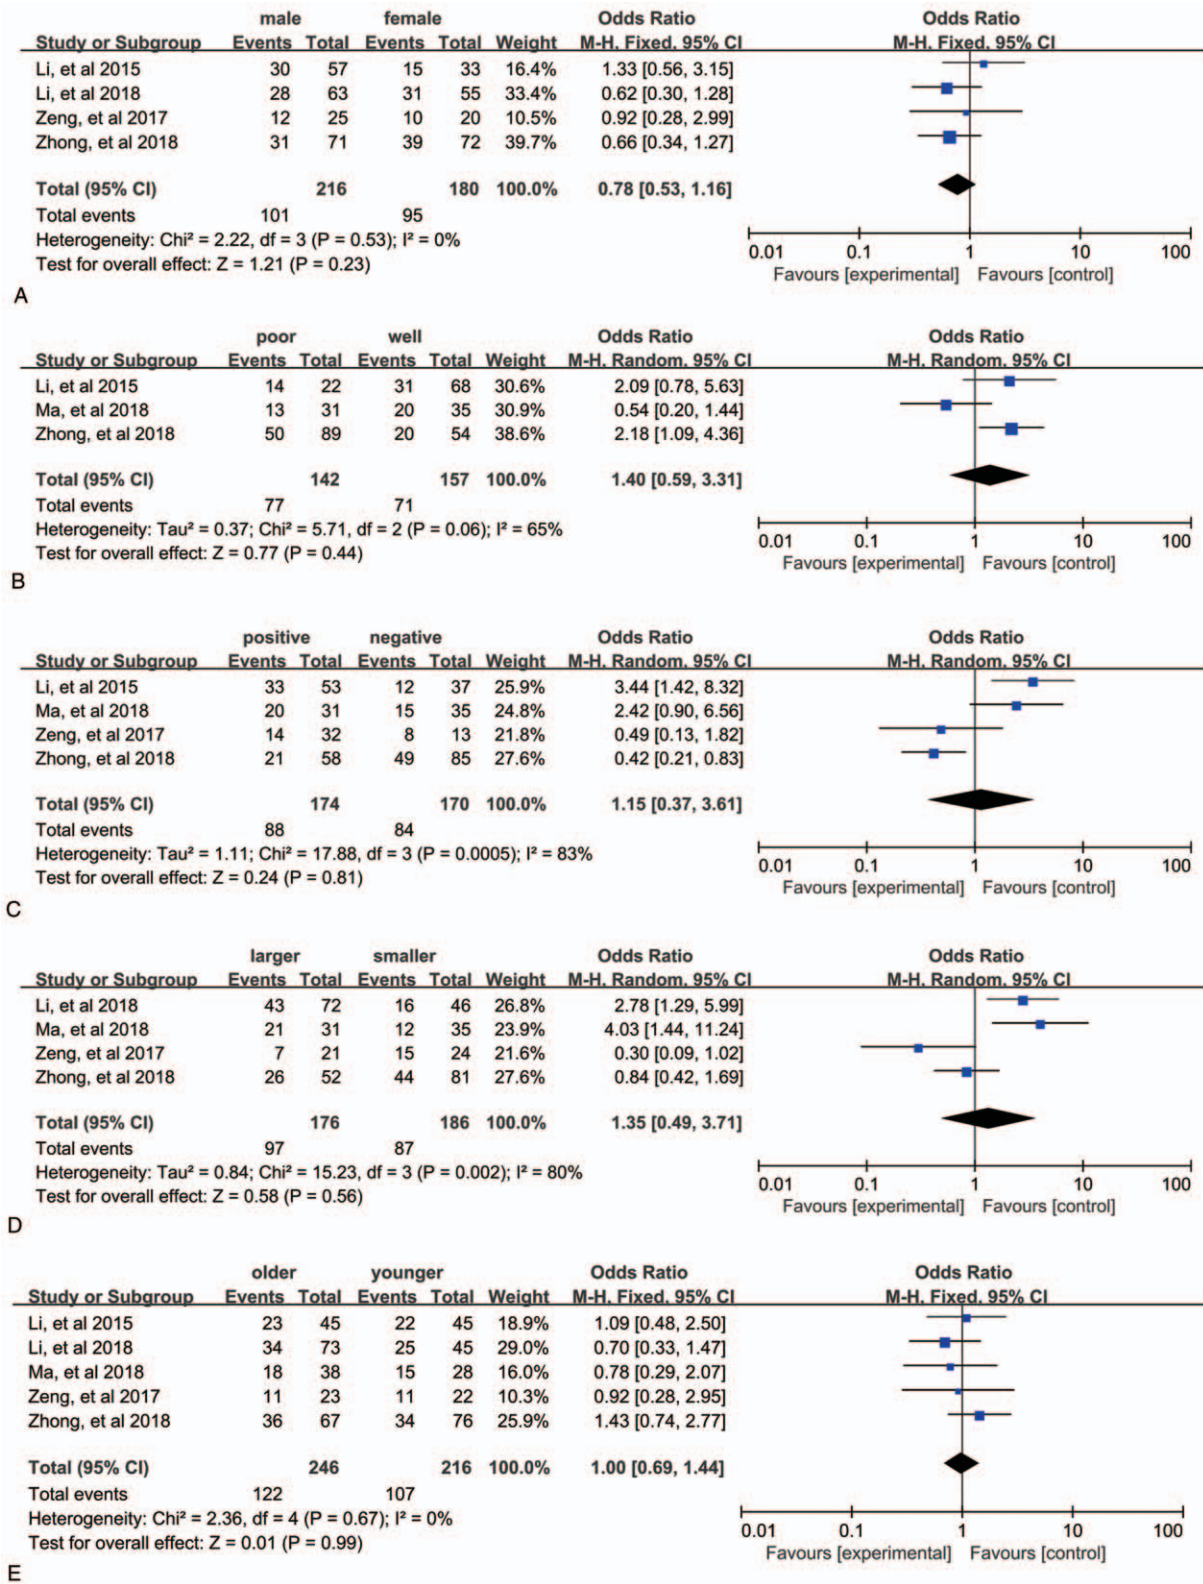 male female Odds Ratio Odds Ratio
Study or Subgroup Events Total Events Total Weight M-H, Fixed, 95% CI M-H, Fixed, 95% CI
Li, et al 2015 30 57 15 33 16.4% 1.33 [0.56, 3.15]
Li, et al 2018 28 63 31 55 33.4% 0.62 [0.30, 1.28]
Zeng, et al 2017 12 25 10 20 10.5% 0.92 [0.28, 2.99]
Zhong, et al 2018 31 71 39 72 39.7% 0.66 [0.34, 1.27]
Total (95% CI) 216 180 100.0% 0.78 [0.53, 1.16]
Total events 101 95
Heterogeneity: Chi² = 2.22, df = 3 (P = 0.53); I² = 0%
Test for overall effect: Z = 1.21 (P = 0.23)
0.01 0.1 1 10 100
Favours [experimental] Favours [control]
A
poor well Odds Ratio Odds Ratio
Study or Subgroup Events Total Events Total Weight M-H, Random, 95% CI M-H, Random, 95% CI
Li, et al 2015 14 22 31 68 30.6% 2.09 [0.78, 5.63]
Ma, et al 2018 13 31 20 35 30.9% 0.54 [0.20, 1.44]
Zhong, et al 2018 50 89 20 54 38.6% 2.18 [1.09, 4.36]
Total (95% CI) 142 157 100.0% 1.40 [0.59, 3.31]
Total events 77 71
Heterogeneity: Tau² = 0.37; Chi² = 5.71, df = 2 (P = 0.06); I² = 65%
Test for overall effect: Z = 0.77 (P = 0.44)
0.01 0.1 1 10 100
Favours [experimental] Favours [control]
B
positive negative Odds Ratio Odds Ratio
Study or Subgroup Events Total Events Total Weight M-H, Random, 95% CI M-H, Random, 95% CI
Li, et al 2015 33 53 12 37 25.9% 3.44 [1.42, 8.32]
Ma, et al 2018 20 31 15 35 24.8% 2.42 [0.90, 6.56]
Zeng, et al 2017 14 32 8 13 21.8% 0.49 [0.13, 1.82]
Zhong, et al 2018 21 58 49 85 27.6% 0.42 [0.21, 0.83]
Total (95% CI) 174 170 100.0% 1.15 [0.37, 3.61]
Total events 88 84
Heterogeneity: Tau² = 1.11; Chi² = 17.88, df = 3 (P = 0.0005); I² = 83%
Test for overall effect: Z = 0.24 (P = 0.81)
0.01 0.1 1 10 100
Favours [experimental] Favours [control]
C
larger smaller Odds Ratio Odds Ratio
Study or Subgroup Events Total Events Total Weight M-H, Random, 95% CI M-H, Random, 95% CI
Li, et al 2018 43 72 16 46 26.8% 2.78 [1.29, 5.99]
Ma, et al 2018 21 31 12 35 23.9% 4.03 [1.44, 11.24]
Zeng, et al 2017 7 21 15 24 21.6% 0.30 [0.09, 1.02]
Zhong, et al 2018 26 52 44 81 27.6% 0.84 [0.42, 1.69]
Total (95% CI) 176 186 100.0% 1.35 [0.49, 3.71]
Total events 97 87
Heterogeneity: Tau² = 0.84; Chi² = 15.23, df = 3 (P = 0.002); I² = 80%
Test for overall effect: Z = 0.58 (P = 0.56)
0.01 0.1 1 10 100
Favours [experimental] Favours [control]
D
older younger Odds Ratio Odds Ratio
Study or Subgroup Events Total Events Total Weight M-H, Fixed, 95% CI M-H, Fixed, 95% CI
Li, et al 2015 23 45 22 45 18.9% 1.09 [0.48, 2.50]
Li, et al 2018 34 73 25 45 29.0% 0.70 [0.33, 1.47]
Ma, et al 2018 18 38 15 28 16.0% 0.78 [0.29, 2.07]
Zeng, et al 2017 11 23 11 22 10.3% 0.92 [0.28, 2.95]
Zhong, et al 2018 36 67 34 76 25.9% 1.43 [0.74, 2.77]
Total (95% CI) 246 216 100.0% 1.00 [0.69, 1.44]
Total events 122 107
Heterogeneity: Chi² = 2.36, df = 4 (P = 0.67); I² = 0%
Test for overall effect: Z = 0.01 (P = 0.99)
0.01 0.1 1 10 100
Favours [experimental] Favours [control]
E